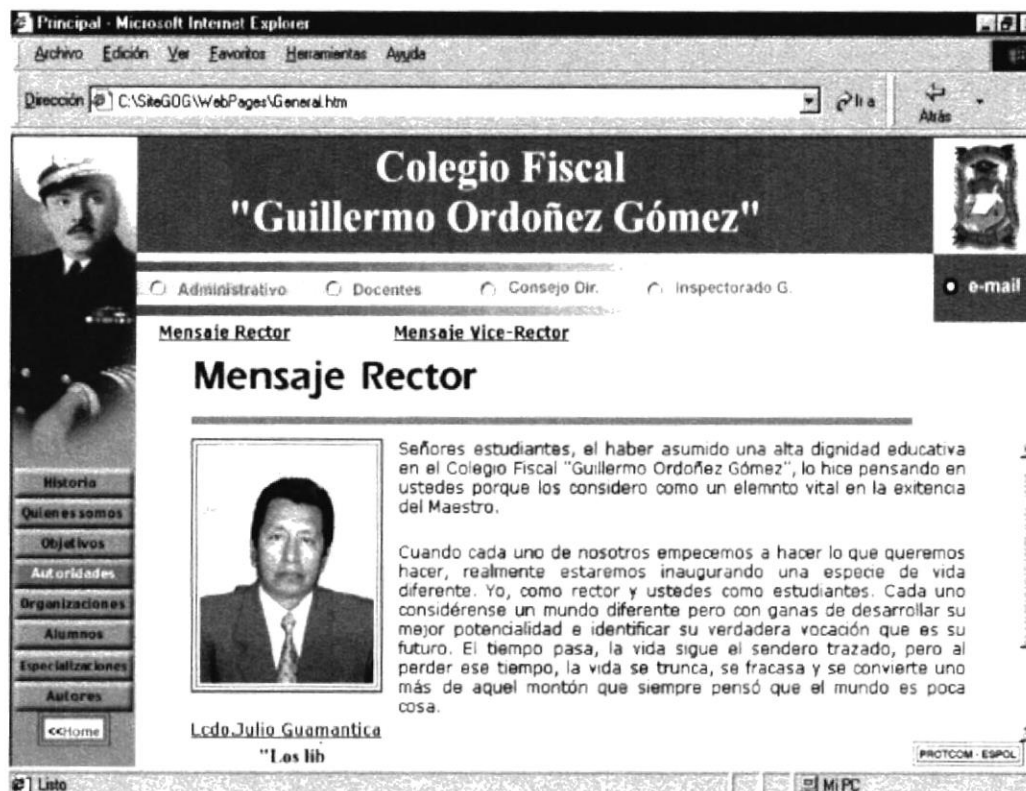 Principal - Microsoft Internet Explorer
Archivo Edición Ver Favoritos Herramientas Ayuda
Dirección C:\SiteGOG\WebPages\General.htm Ir a Atrás
Colegio Fiscal
"Guillermo Ordoñez Gómez"
Administrativo Docentes Consejo Dir. Inspectorado G. e-mail
Mensaje Rector Mensaje Vice-Rector
Mensaje Rector
Señores estudiantes, el haber asumido una alta dignidad educativa
en el Colegio Fiscal "Guillermo Ordoñez Gómez", lo hice pensando en
ustedes porque los considero como un elemnto vital en la exitencia
del Maestro.
Cuando cada uno de nosotros empecemos a hacer lo que queremos
hacer, realmente estaremos inaugurando una especie de vida
diferente. Yo, como rector y ustedes como estudiantes. Cada uno
considérense un mundo diferente pero con ganas de desarrollar su
mejor potencialidad e identificar su verdadera vocación que es su
futuro. El tiempo pasa, la vida sigue el sendero trazado, pero al
perder ese tiempo, la vida se trunca, se fracasa y se convierte uno
más de aquel montón que siempre pensó que el mundo es poca
cosa.
Historia
Quienes somos
Objetivos
Autoridades
Organizaciones
Alumnos
Especializaciones
Autores
<<Home
Lcdo.Julio Guamantica
"Los lib
PROTCOM - ESPOL
Listo Mi PC